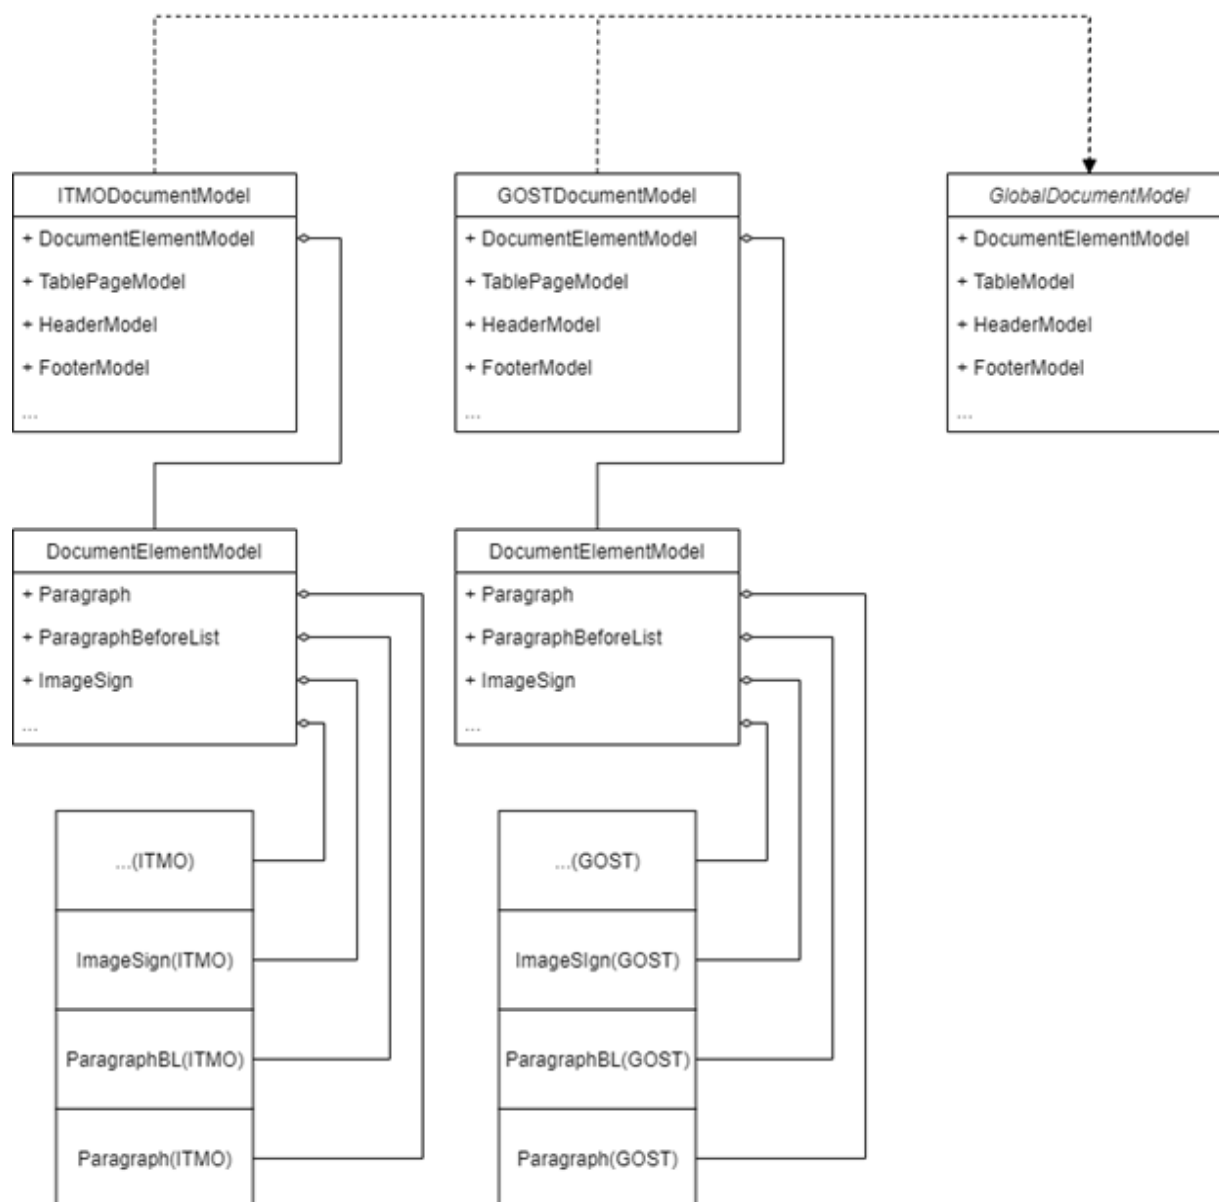 ITMODocumentModel
+ DocumentElementModel
+ TablePageModel
+ HeaderModel
+ FooterModel
...
GOSTDocumentModel
+ DocumentElementModel
+ TablePageModel
+ HeaderModel
+ FooterModel
...
GlobalDocumentModel
+ DocumentElementModel
+ TableModel
+ HeaderModel
+ FooterModel
...
DocumentElementModel
+ Paragraph
+ ParagraphBeforeList
+ ImageSign
...
DocumentElementModel
+ Paragraph
+ ParagraphBeforeList
+ ImageSign
...
...(ITMO)
ImageSign(ITMO)
ParagraphBL(ITMO)
Paragraph(ITMO)
...(GOST)
ImageSIgn(GOST)
ParagraphBL(GOST)
Paragraph(GOST)